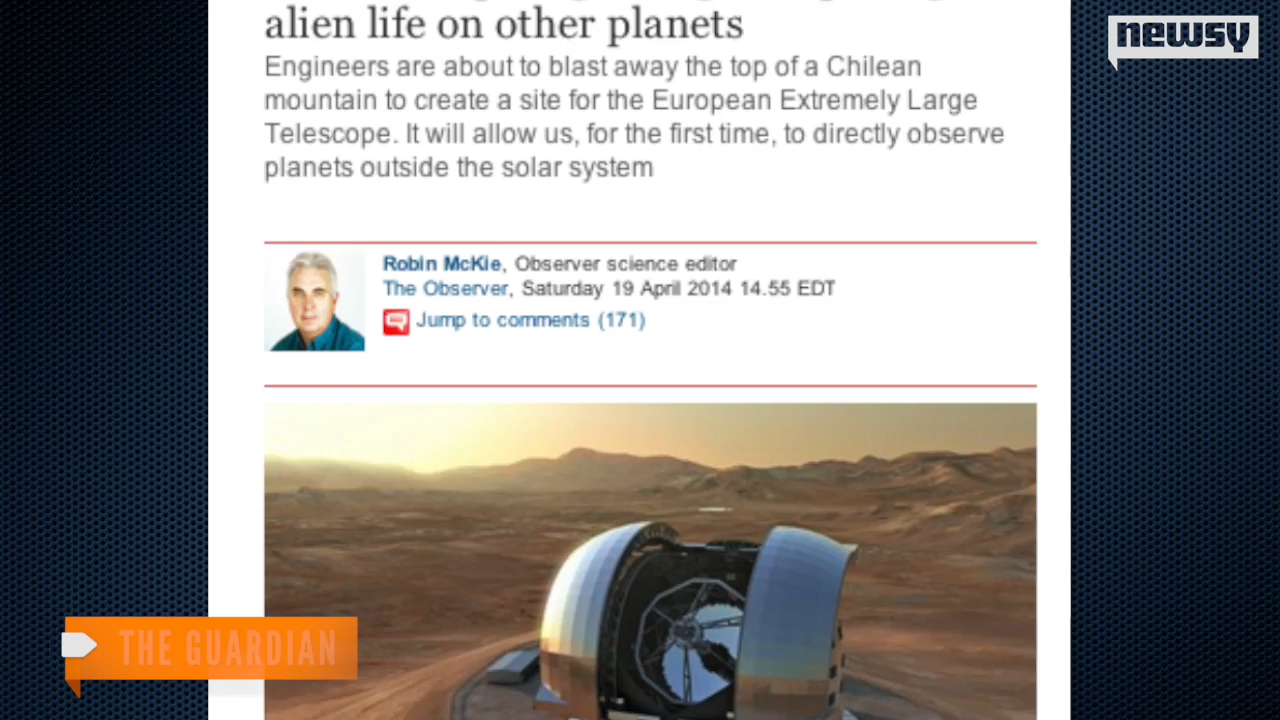 newsy
alien life on other planets
Engineers are about to blast away the top of a Chilean
mountain to create a site for the European Extremely Large
Telescope. It will allow us, for the first time, to directly observe
planets outside the solar system
Robin McKie, Observer science editor
The Observer, Saturday 19 April 2014 14.55 EDT
Jump to comments (171)
THE GUARDIAN